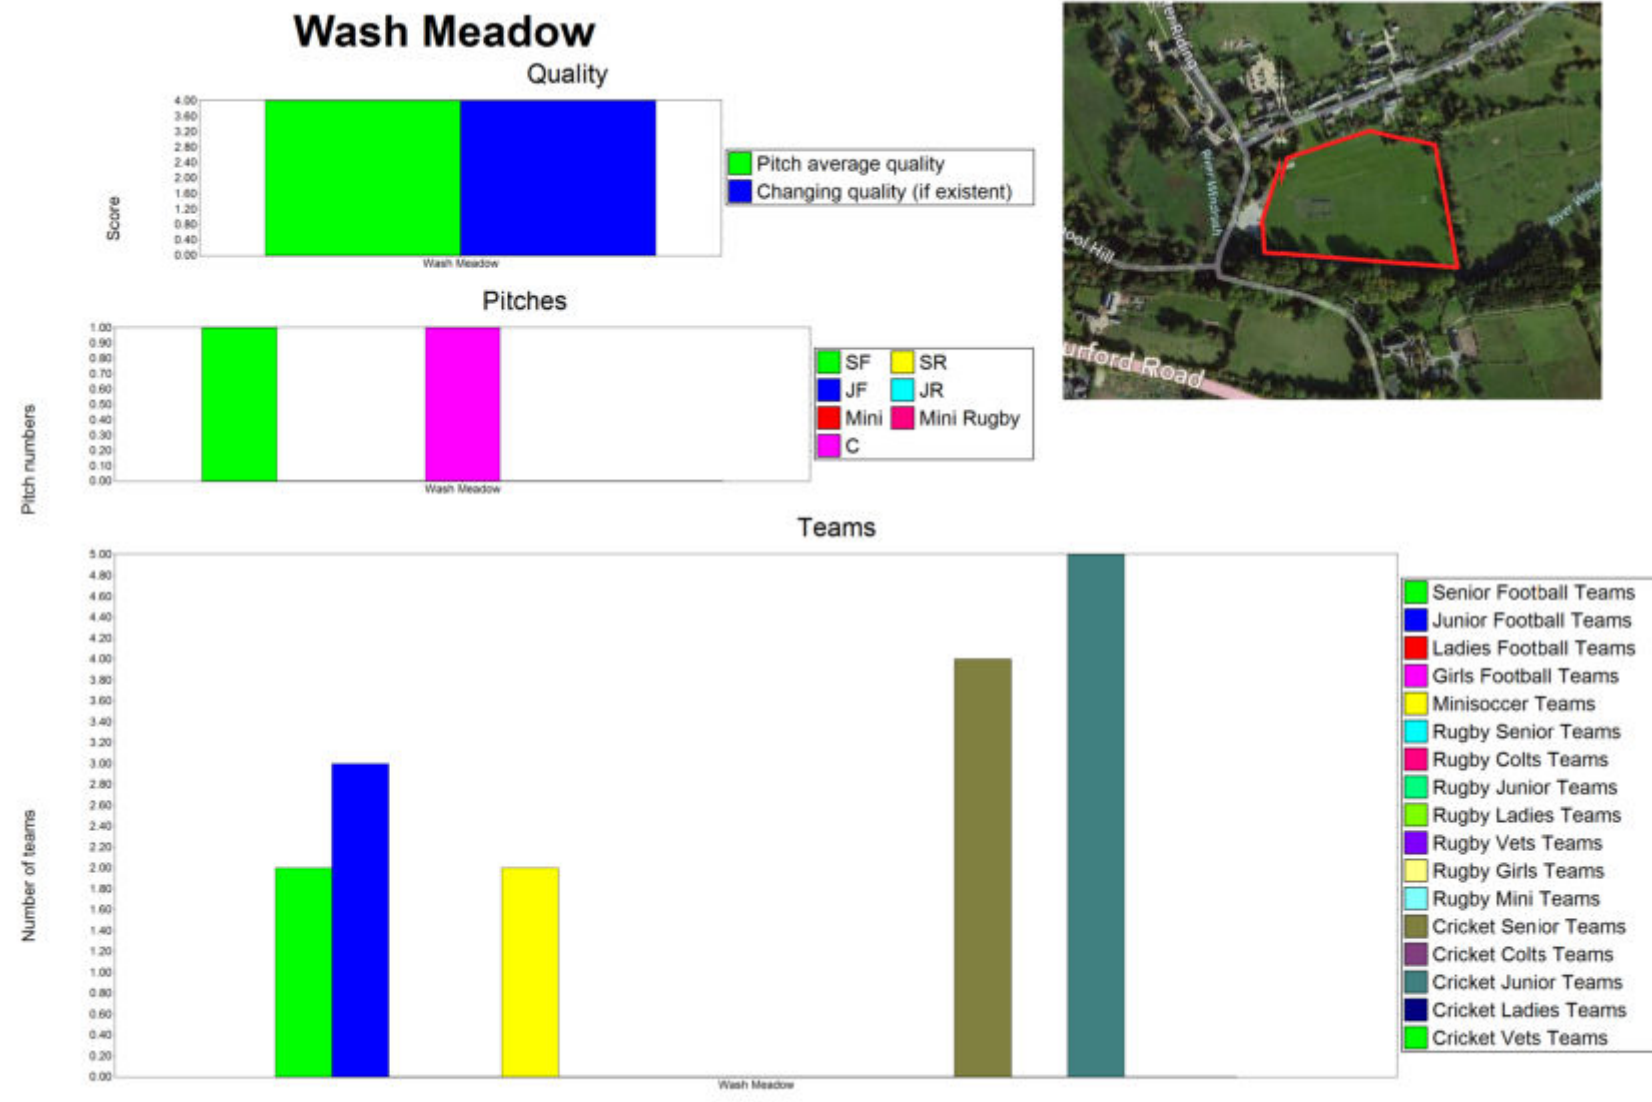 Wash Meadow
Quality
4.00
3.60
3.20
2.80
2.40
2.00
1.60
1.20
0.80
0.40
0.00
Score
Wash Meadow
Pitch average quality
Changing quality (if existent)
Pitches
1.00
0.90
0.80
0.70
0.60
0.50
0.40
0.30
0.20
0.10
0.00
Pitch numbers
Wash Meadow
SF SR
JF JR
Mini Mini Rugby
C
Riding
River Windrush
Hill
Road
Teams
5.00
4.80
4.60
4.40
4.20
4.00
3.80
3.60
3.40
3.20
3.00
2.80
2.60
2.40
2.20
2.00
1.80
1.60
1.40
1.20
1.00
0.80
0.60
0.40
0.20
0.00
Number of teams
Wash Meadow
Senior Football Teams
Junior Football Teams
Ladies Football Teams
Girls Football Teams
Minisoccer Teams
Rugby Senior Teams
Rugby Colts Teams
Rugby Junior Teams
Rugby Ladies Teams
Rugby Vets Teams
Rugby Girls Teams
Rugby Mini Teams
Cricket Senior Teams
Cricket Colts Teams
Cricket Junior Teams
Cricket Ladies Teams
Cricket Vets Teams